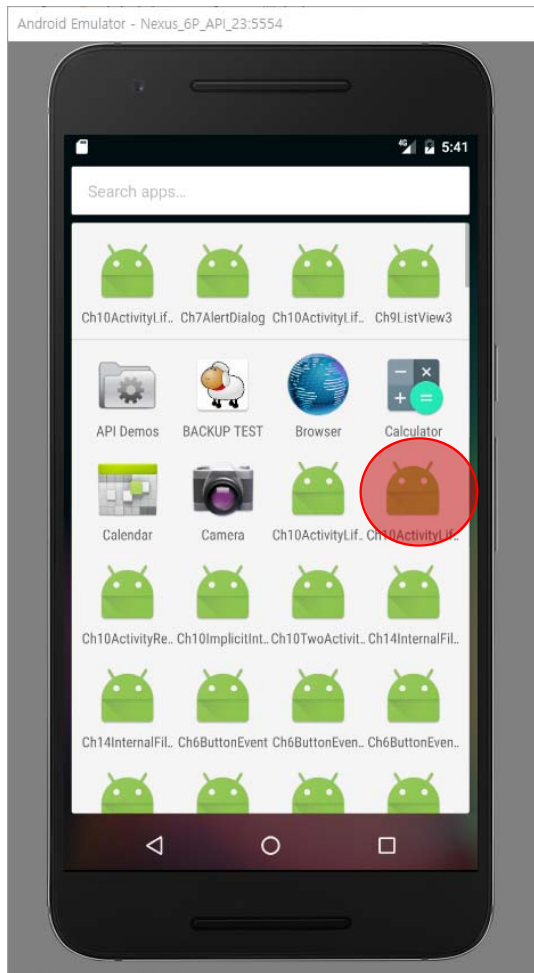 Android Emulator - Nexus_6P_API_23:5554
4G 5:41
Search apps...
Ch10ActivityLif.. Ch7AlertDialog Ch10ActivityLif.. Ch9ListView3
API Demos BACKUP TEST Browser Calculator
Calendar Camera Ch10ActivityLif.. Ch10ActivityLif..
Ch10ActivityRe.. Ch10ImplicitInt.. Ch10TwoActivit.. Ch14InternalFil..
Ch14InternalFil.. Ch6ButtonEvent Ch6ButtonEven.. Ch6ButtonEven..